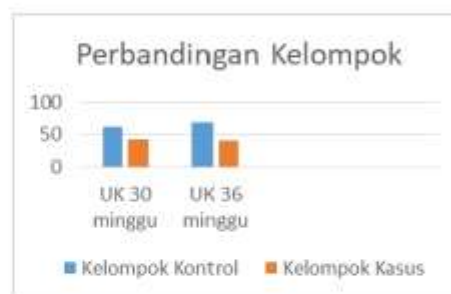 Perbandingan Kelompok
100
50
0
UK 30
minggu
UK 36
minggu
Kelompok Kontrol
Kelompok Kasus